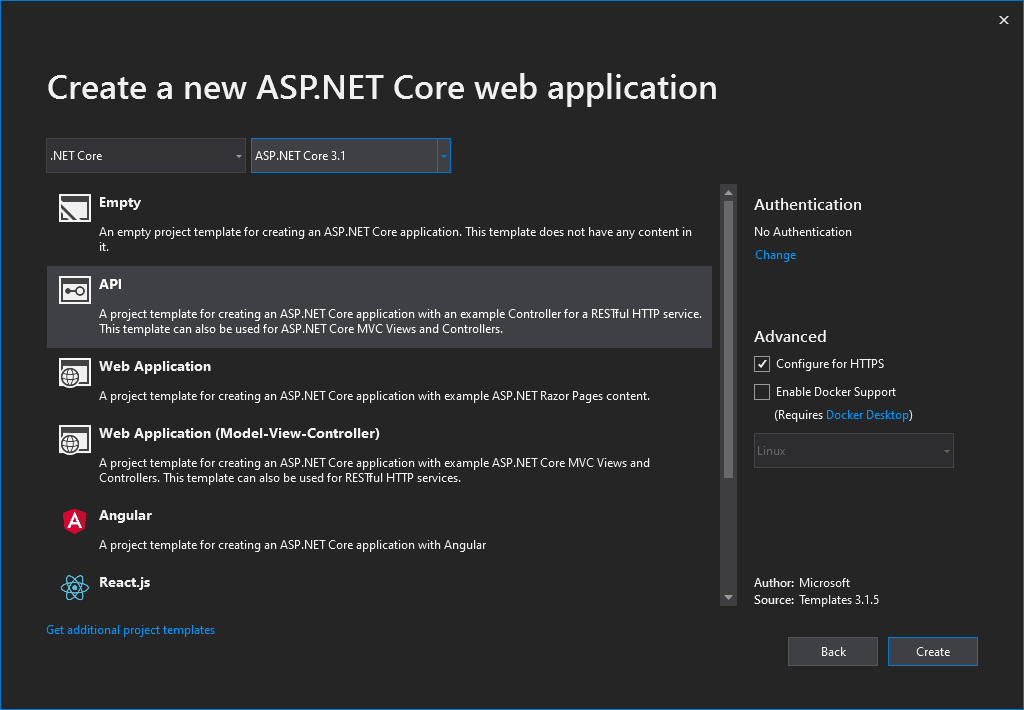 Create a new ASP.NET Core web application
.NET Core
ASP.NET Core 3.1
Empty
An empty project template for creating an ASP.NET Core application. This template does not have any content in
it.
API
A project template for creating an ASP.NET Core application with an example Controller for a RESTful HTTP service.
This template can also be used for ASP.NET Core MVC Views and Controllers.
Web Application
A project template for creating an ASP.NET Core application with example ASP.NET Razor Pages content.
Web Application (Model-View-Controller)
A project template for creating an ASP.NET Core application with example ASP.NET Core MVC Views and
Controllers. This template can also be used for RESTful HTTP services.
Angular
A project template for creating an ASP.NET Core application with Angular
React.js
Get additional project templates
Authentication
No Authentication
Change
Advanced
Configure for HTTPS
Enable Docker Support
(Requires Docker Desktop)
Linux
Author: Microsoft
Source: Templates 3.1.5
Back
Create